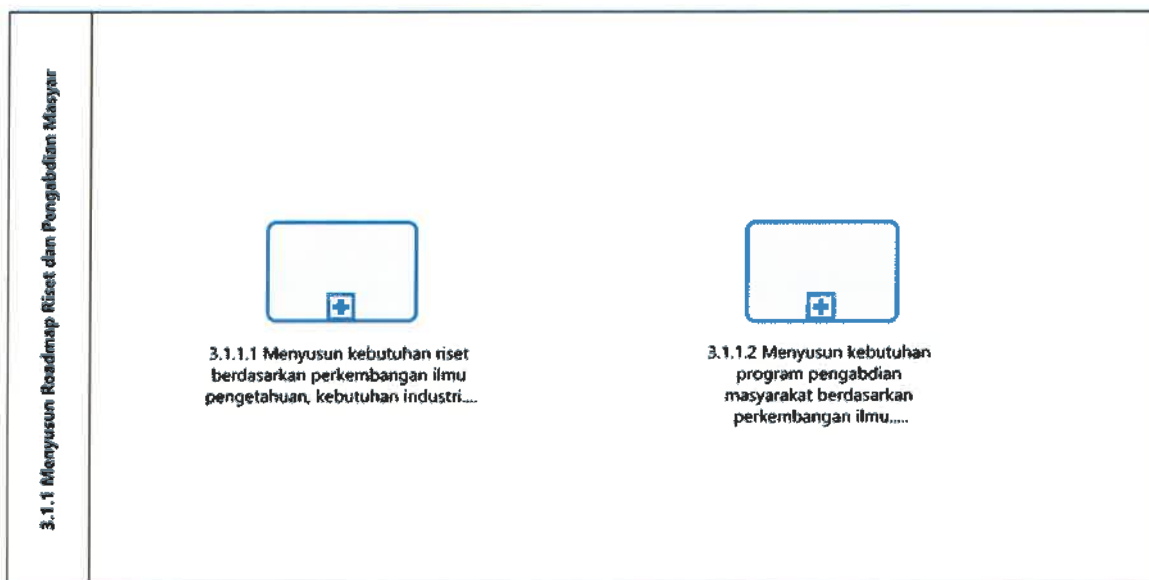 3.1.1 Menyusun Roadmap Riset dan Pengabdian Masyar
3.1.1.1 Menyusun kebutuhan riset
berdasarkan perkembangan ilmu
pengetahuan, kebutuhan industri....
3.1.1.2 Menyusun kebutuhan
program pengabdian
masyarakat berdasarkan
perkembangan ilmu.....